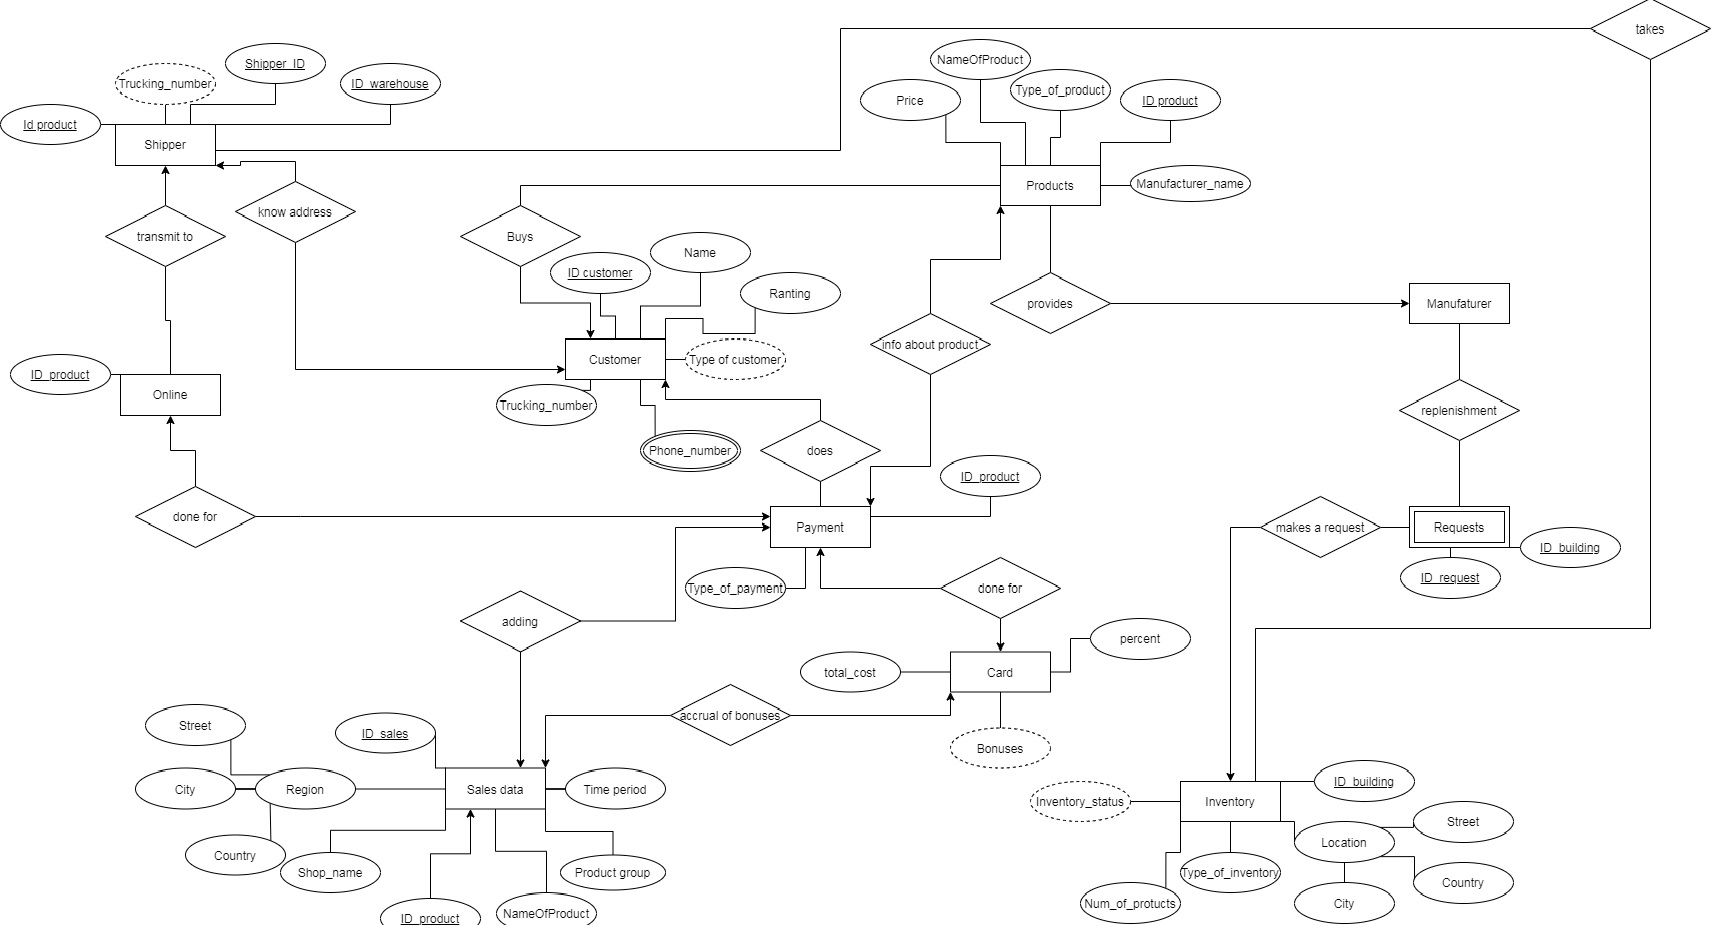 takes
NameOfProduct
Shipper_ID
Trucking_number
ID_warehouse
Type_of_product
Price
ID product
Id product
Shipper
Products
Manufacturer_name
know address
transmit to
Buys
Name
ID customer
Ranting
provides
Manufaturer
info about product
Customer
Type of customer
ID_product
Online
Trucking_number
replenishment
Phone_number
does
ID_product
done for
Payment
makes a request
Requests
ID_building
ID_request
Type_of_payment
done for
adding
percent
total_cost
Card
accrual of bonuses
Street
ID_sales
Bonuses
City
Region
Sales data
Time period
ID_building
Inventory_status
Inventory
Street
Location
Country
Shop_name
Product group
Type_of_inventory
Country
Num_of_protucts
City
ID_product
NameOfProduct